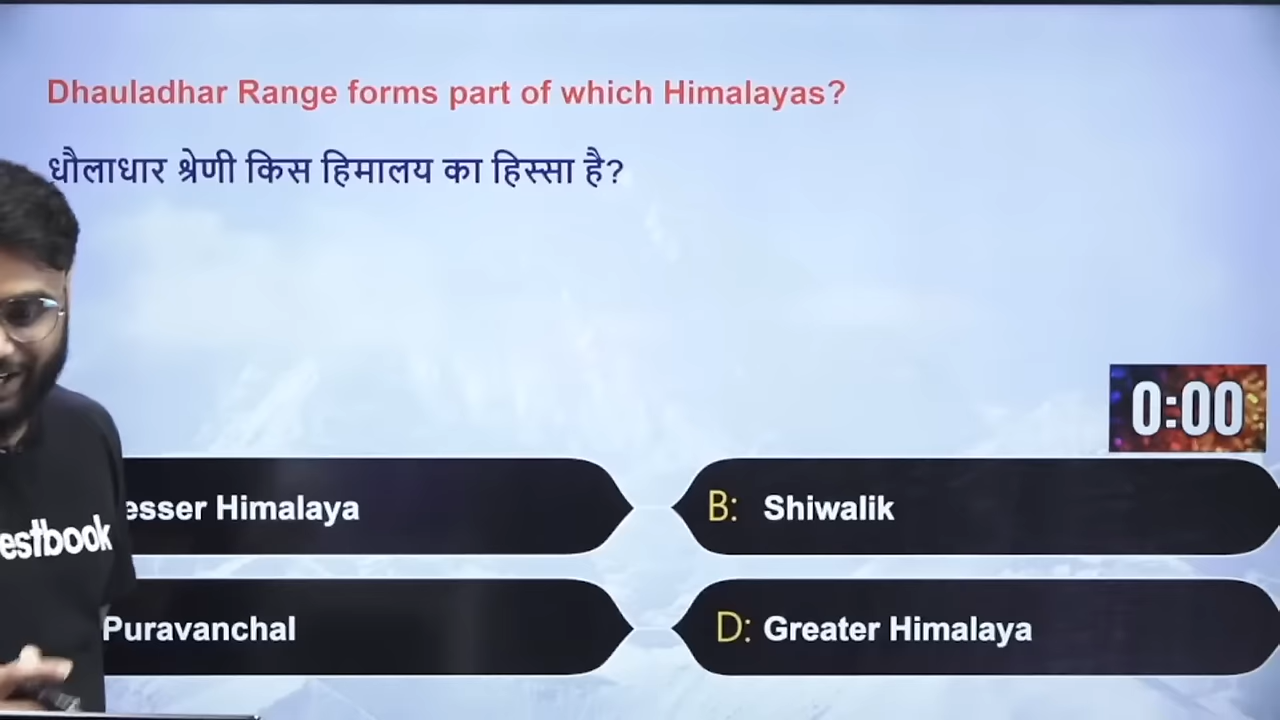 Dhauladhar Range forms part of which Himalayas?
धौलाधार श्रेणी किस हिमालय का हिस्सा है?
0:00
esser Himalaya
B: Shiwalik
estbook
Puravanchal
D: Greater Himalaya